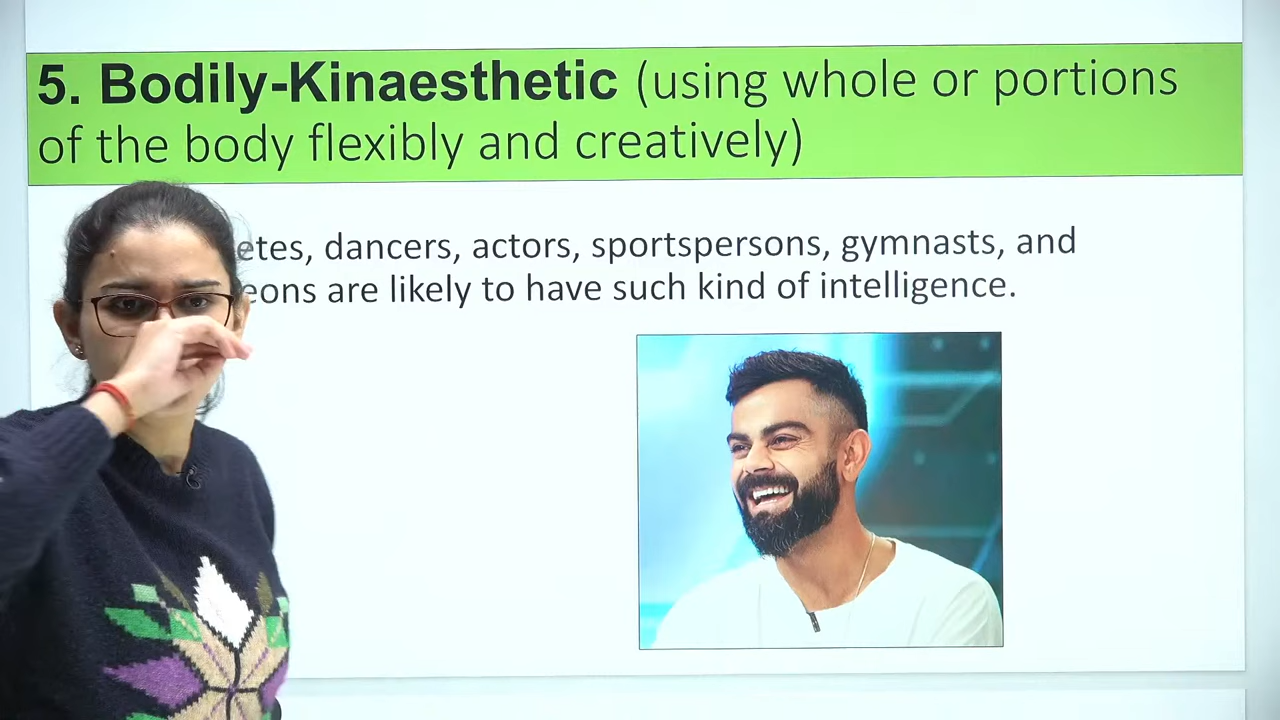 5. Bodily-Kinaesthetic (using whole or portions
of the body flexibly and creatively)
dancers, actors, sportspersons, gymnasts, and
are likely to have such kind of intelligence.